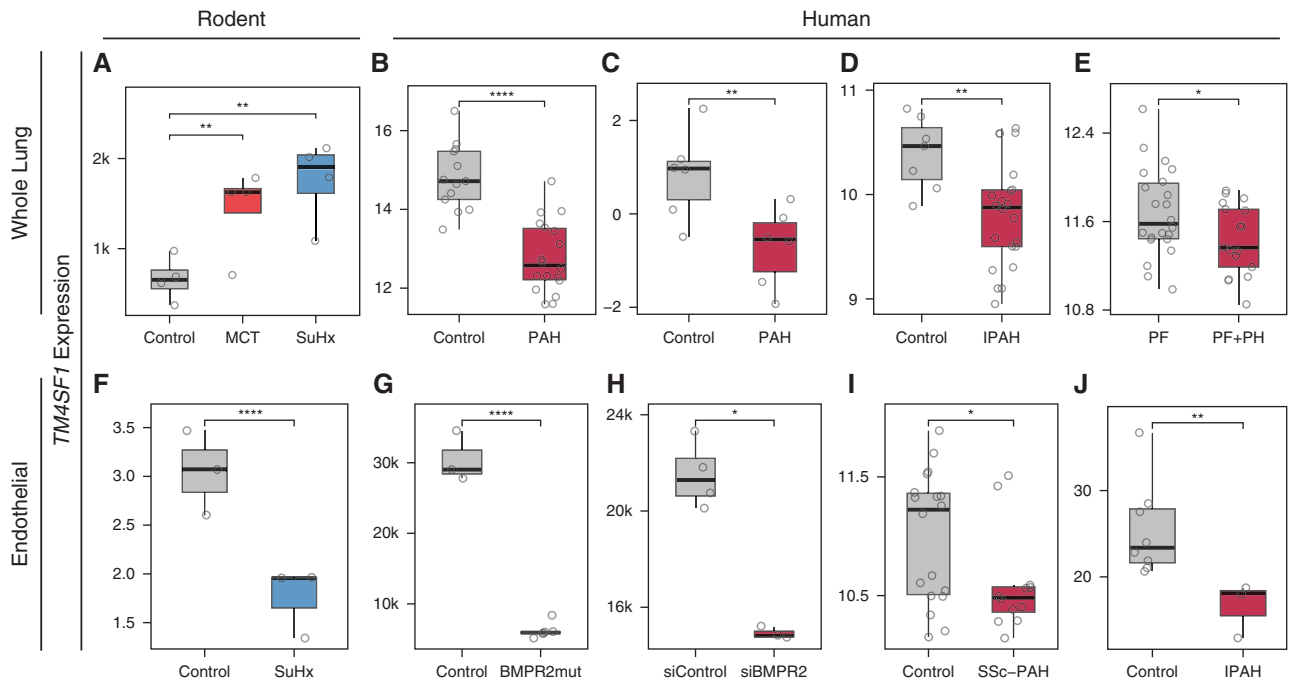 Rodent
Human
Whole Lung
Endothelial
TM4SF1 Expression
A
2k
1k
**
**
Control
MCT
SuHx
B
16
14
12
****
Control
PAH
C
2
0
−2
**
Control
PAH
D
11
10
9
**
Control
IPAH
E
12.4
11.6
10.8
*
PF
PF+PH
F
3.5
3.0
2.5
2.0
1.5
****
Control
SuHx
G
30k
20k
10k
****
Control
BMPR2mut
H
24k
20k
16k
*
siControl
siBMPR2
I
11.5
10.5
*
Control
SSc−PAH
J
30
20
**
Control
IPAH